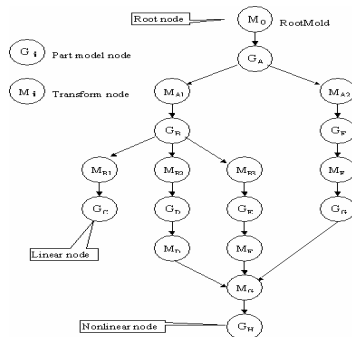 Root node
M0 RootMold
Gi Part model node
GA
Mi Transform node
MA1 MA2
GB GF
MB1 MB2 MB3 MF
GC GD GE GG
MD
Linear node
MG
Nonlinear node
GH